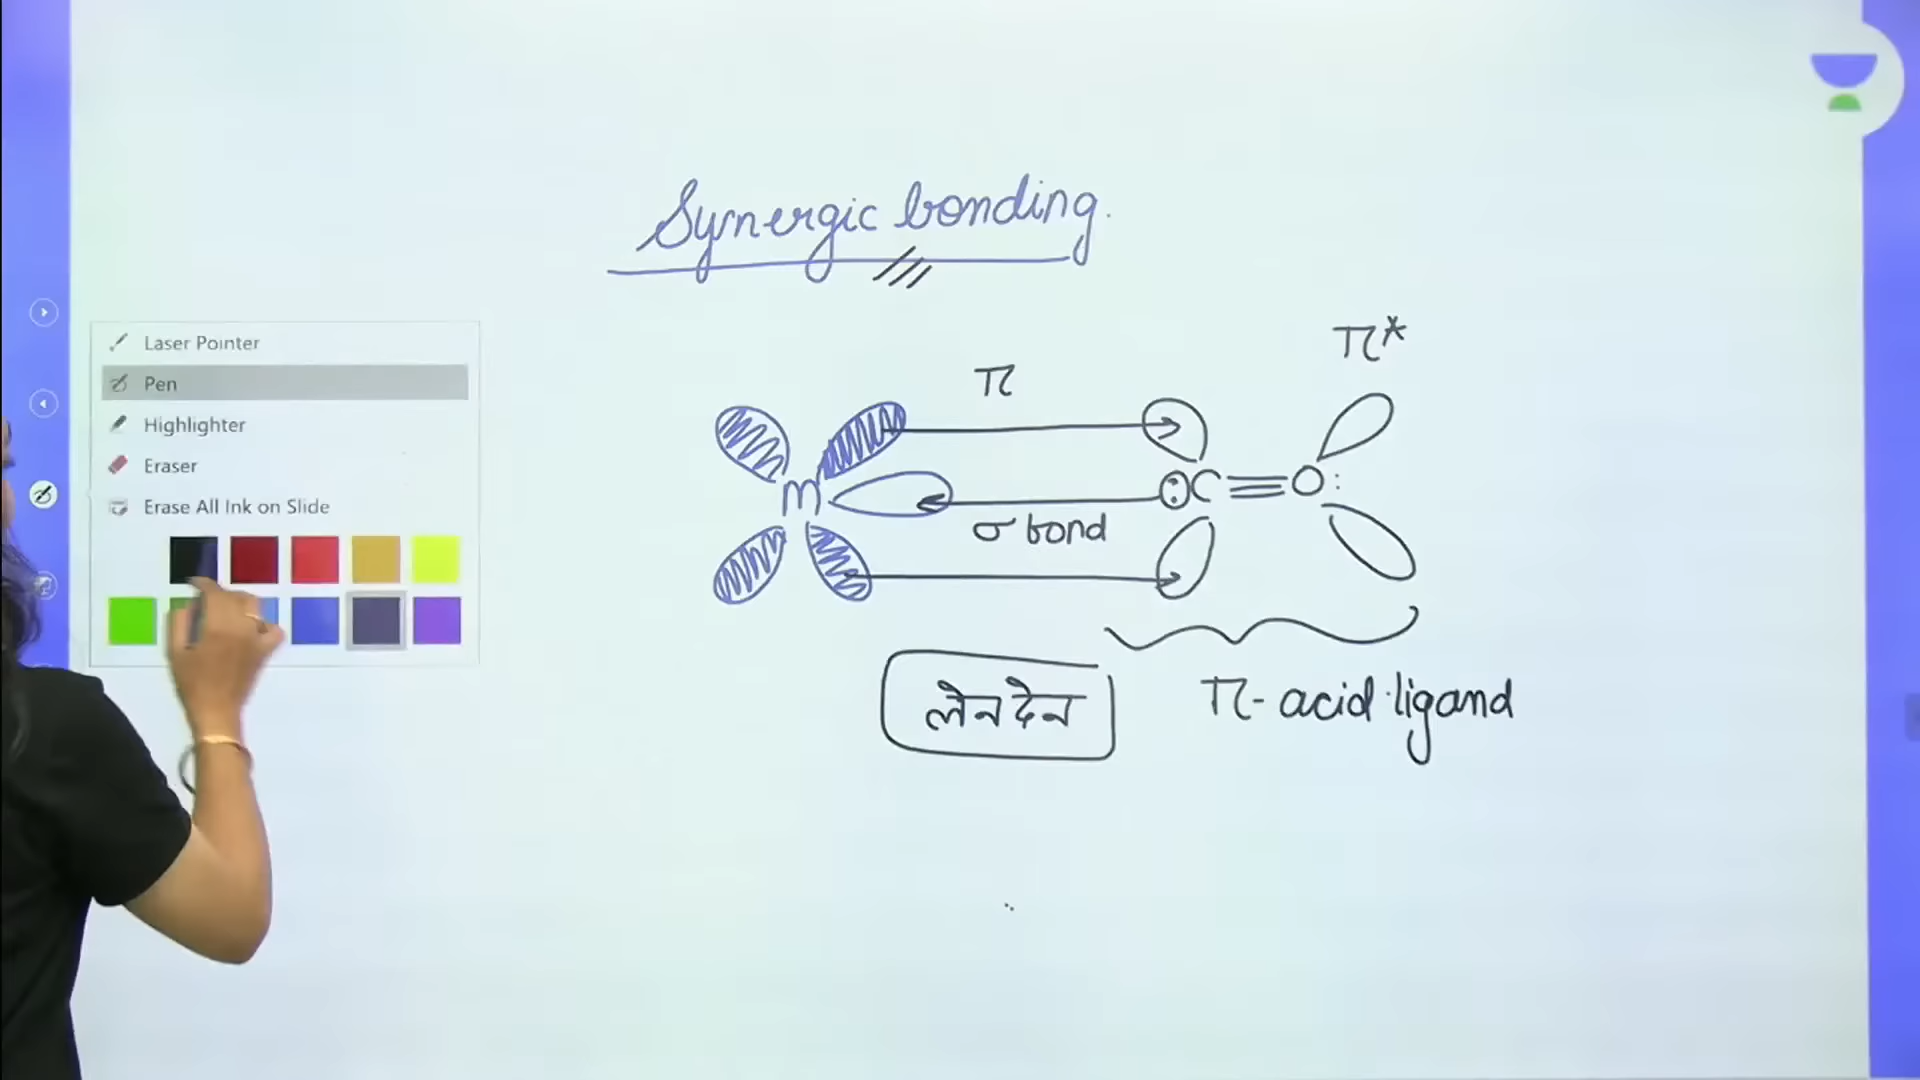 Synergic bonding.
π*
π
Laser Pointer
Pen
Highlighter
Eraser
Erase All Ink on Slide
M :C≡O:
σ bond
लेन देन
π- acid ligand